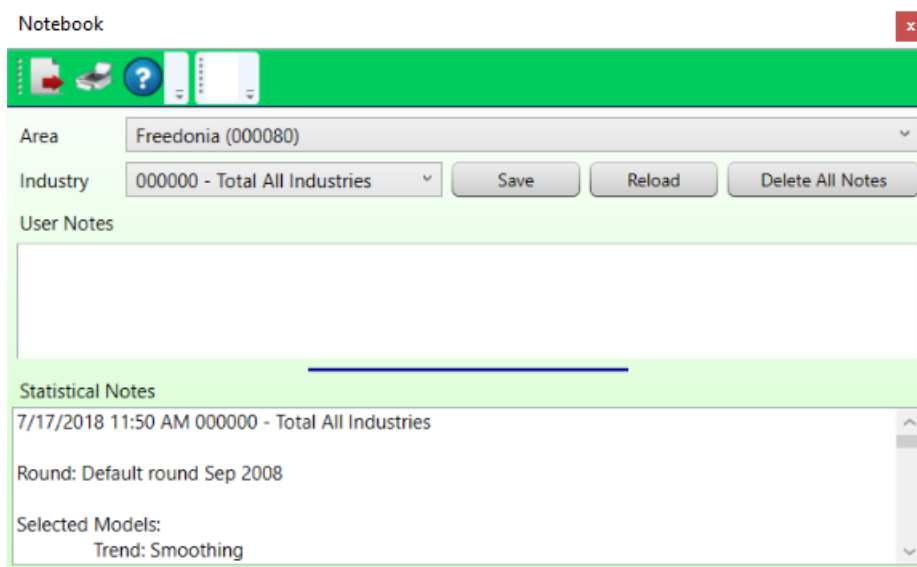 Notebook
x
?
Area Freedonia (000080)
Industry 000000 - Total All Industries Save Reload Delete All Notes
User Notes
Statistical Notes
7/17/2018 11:50 AM 000000 - Total All Industries
Round: Default round Sep 2008
Selected Models:
Trend: Smoothing